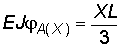 EJφA(X) = XL/3